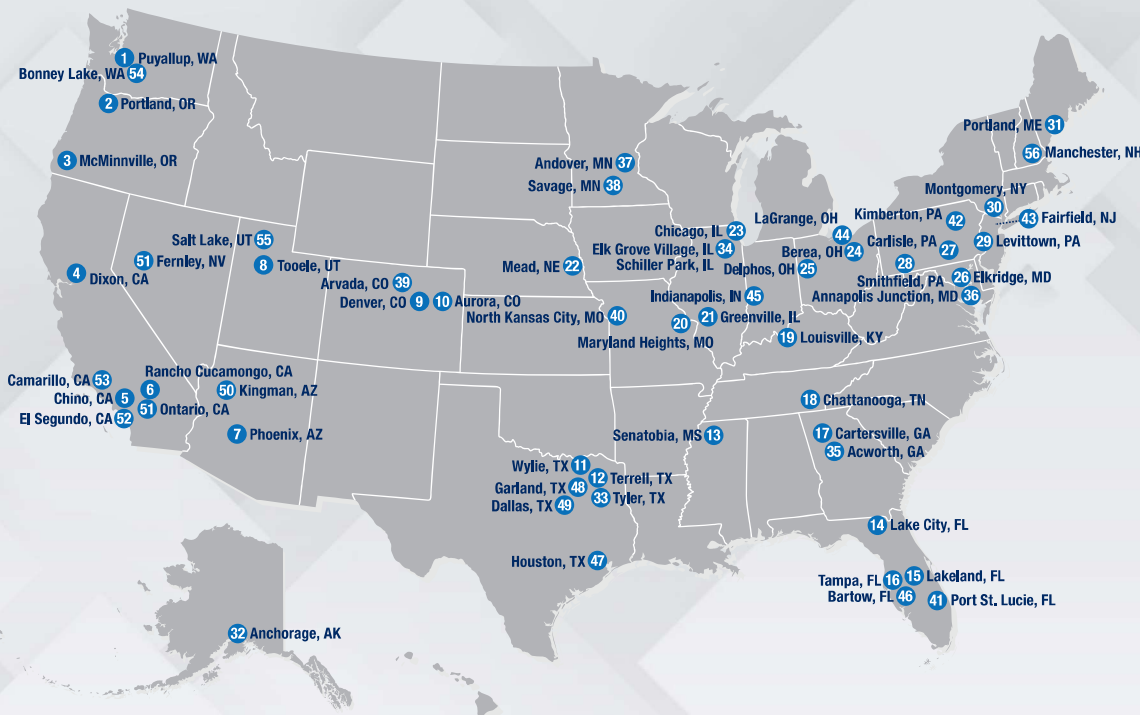 1 Puyallup, WA
Bonney Lake, WA 54
2 Portland, OR
3 McMinnville, OR
Salt Lake, UT 55
51 Fernley, NV
8 Tooele, UT
4 Dixon, CA
Arvada, CO 39
Denver, CO 9
10 Aurora, CO
Rancho Cucamongo, CA
6
Camarillo, CA 53
Chino, CA 5
51 Ontario, CA
El Segundo, CA 52
50 Kingman, AZ
7 Phoenix, AZ
Andover, MN 37
Savage, MN 38
Mead, NE 22
North Kansas City, MO 40
Chicago, IL 23
Elk Grove Village, IL 34
Schiller Park, IL
LaGrange, OH
44
Berea, OH 24
Delphos, OH 25
Indianapolis, IN 45
21 Greenville, IL
20
Maryland Heights, MO
19 Louisville, KY
Portland, ME 31
56 Manchester, NH
Montgomery, NY
30
Kimberton, PA
42
43 Fairfield, NJ
Carlisle, PA
27
29 Levittown, PA
28
Smithfield, PA
26 Elkridge, MD
Annapolis Junction, MD 36
18 Chattanooga, TN
Senatobia, MS 13
17 Cartersville, GA
35 Acworth, GA
Wylie, TX 11
12 Terrell, TX
Garland, TX 48
33 Tyler, TX
Dallas, TX 49
Houston, TX 47
14 Lake City, FL
Tampa, FL 16
15 Lakeland, FL
Bartow, FL 46
41 Port St. Lucie, FL
32 Anchorage, AK